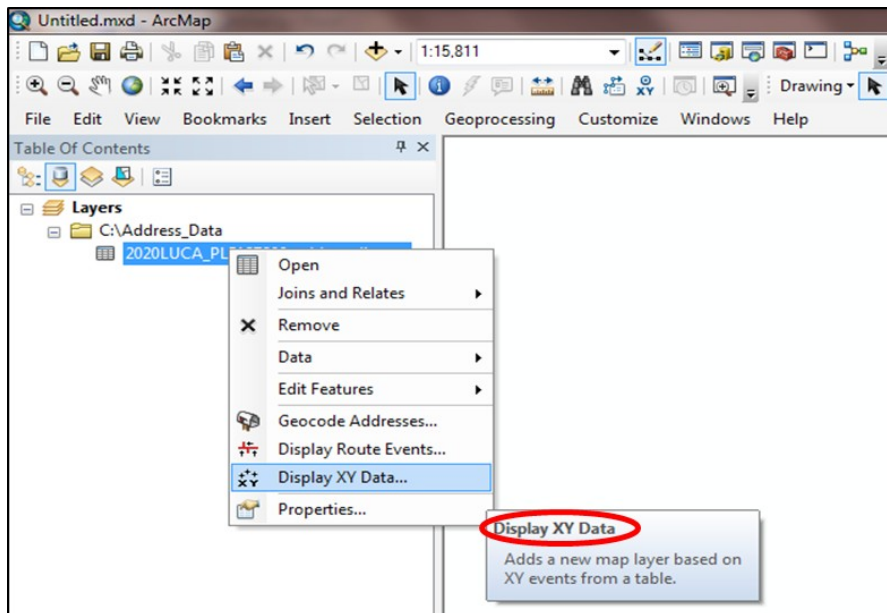 Untitled.mxd - ArcMap
1:15,811
Drawing
File Edit View Bookmarks Insert Selection Geoprocessing Customize Windows Help
Table Of Contents
Layers
C:\Address_Data
Open
Joins and Relates
Remove
Data
Edit Features
Geocode Addresses...
Display Route Events...
Display XY Data...
Properties...
Display XY Data
Adds a new map layer based on
XY events from a table.